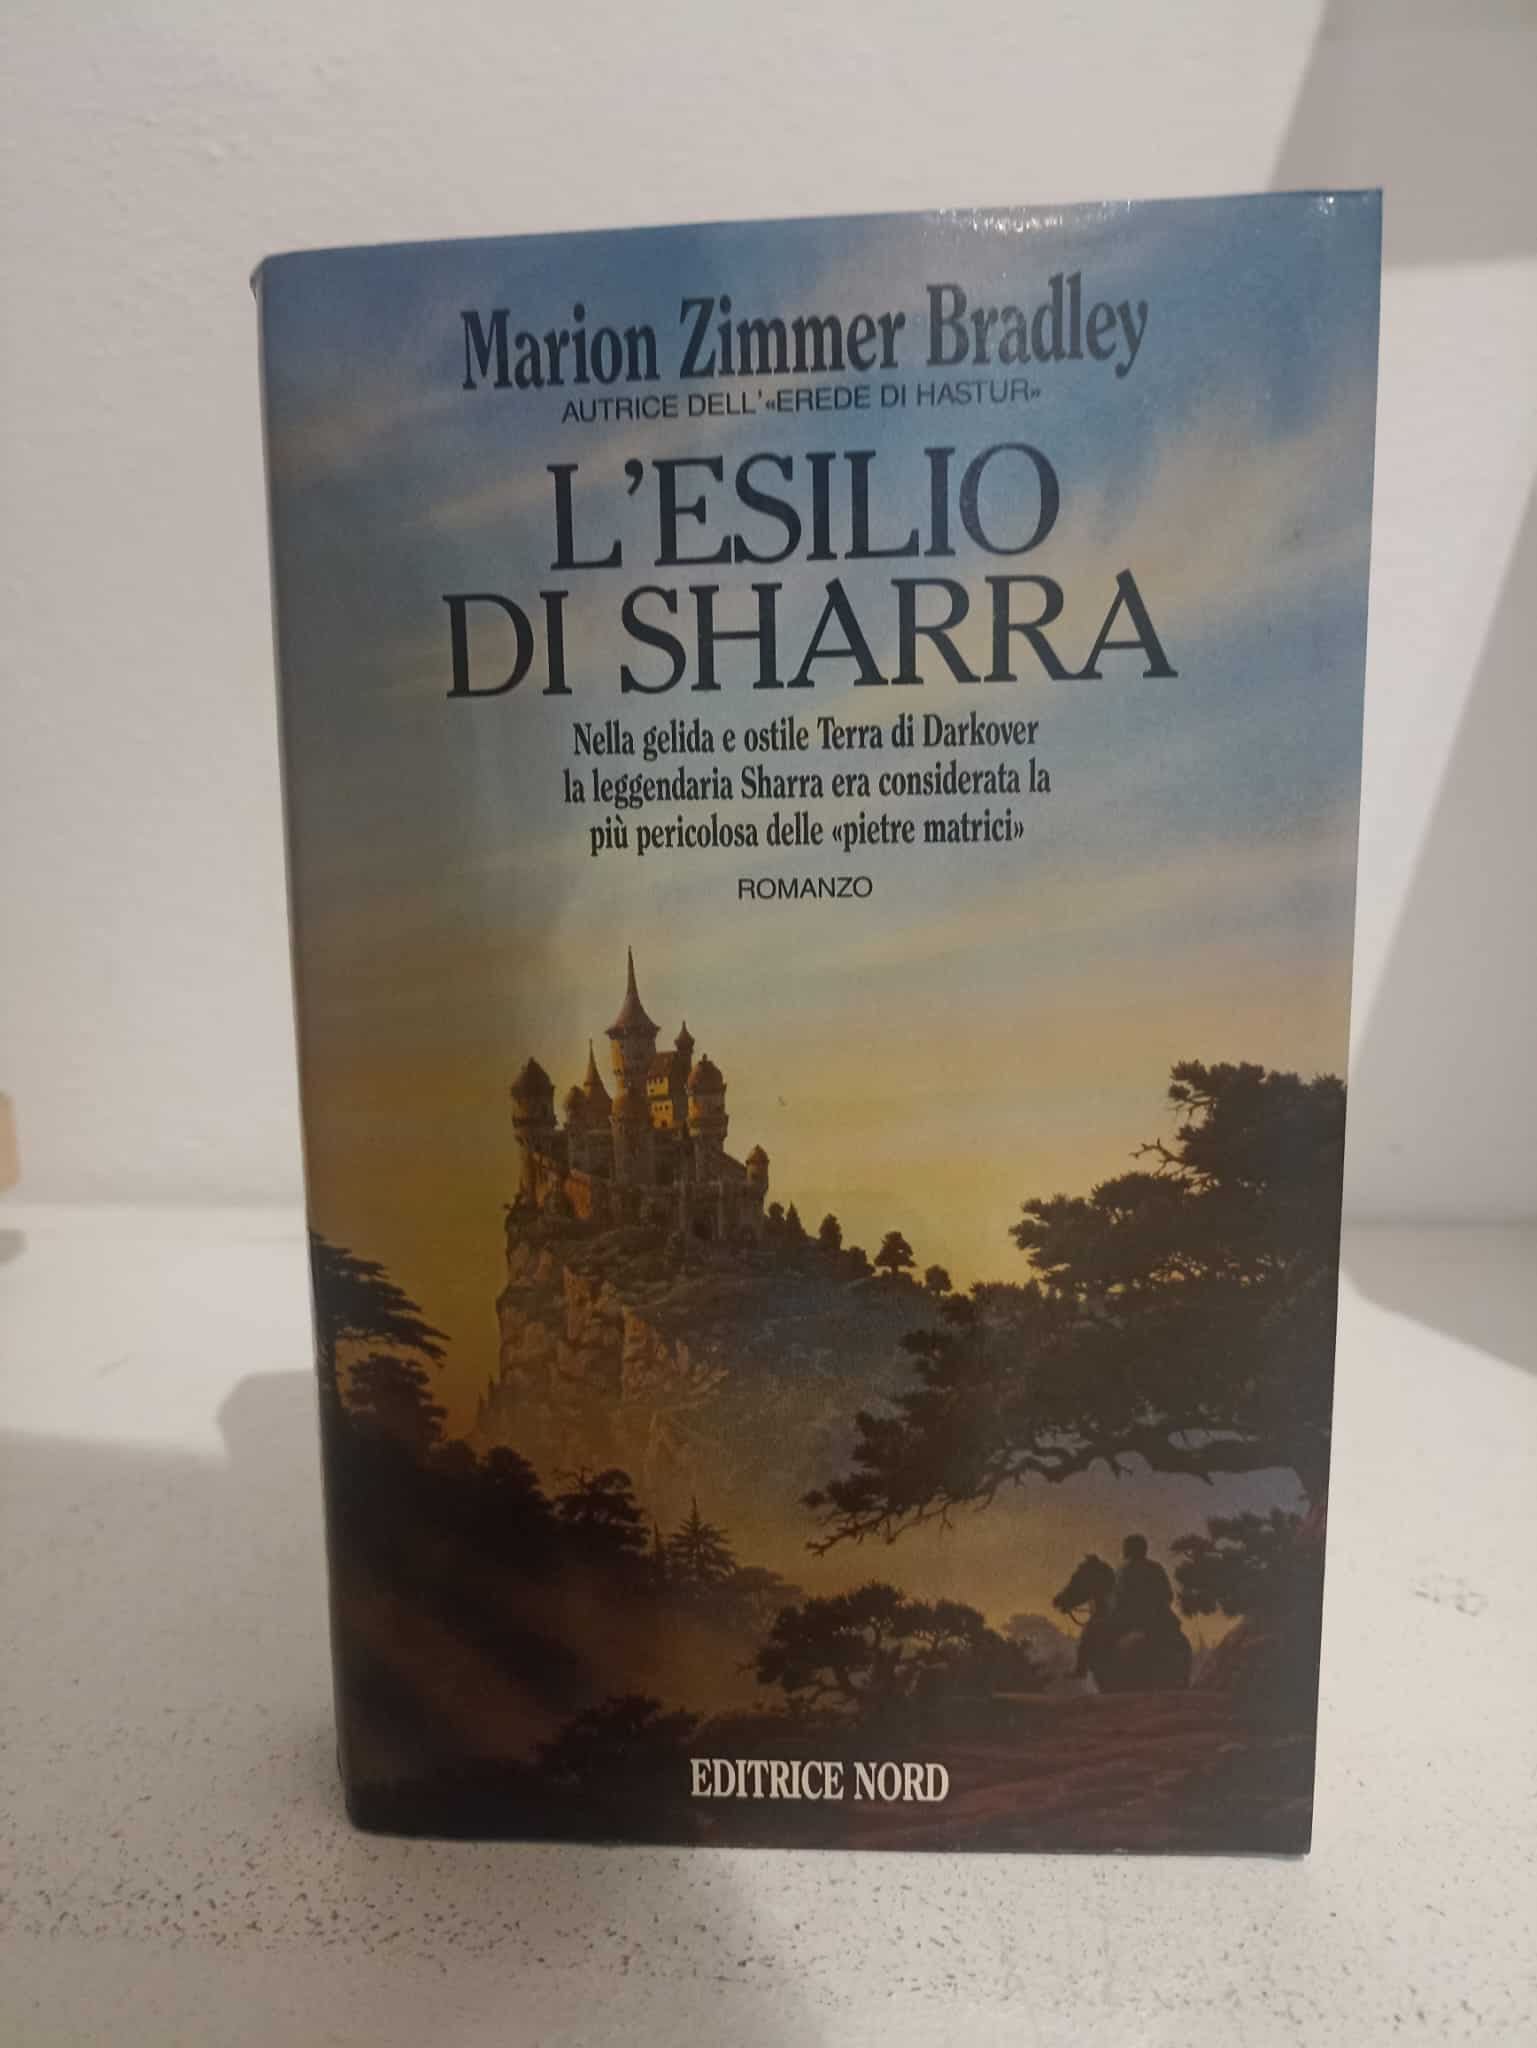 Marion Zimmer Bradley
AUTRICE DELL'«EREDE DI HASTUR»
L'ESILIO
DI SHARRA
Nella gelida e ostile Terra di Darkover
la leggendaria Sharra era considerata la
più pericolosa delle «pietre matrici»
ROMANZO
EDITRICE NORD